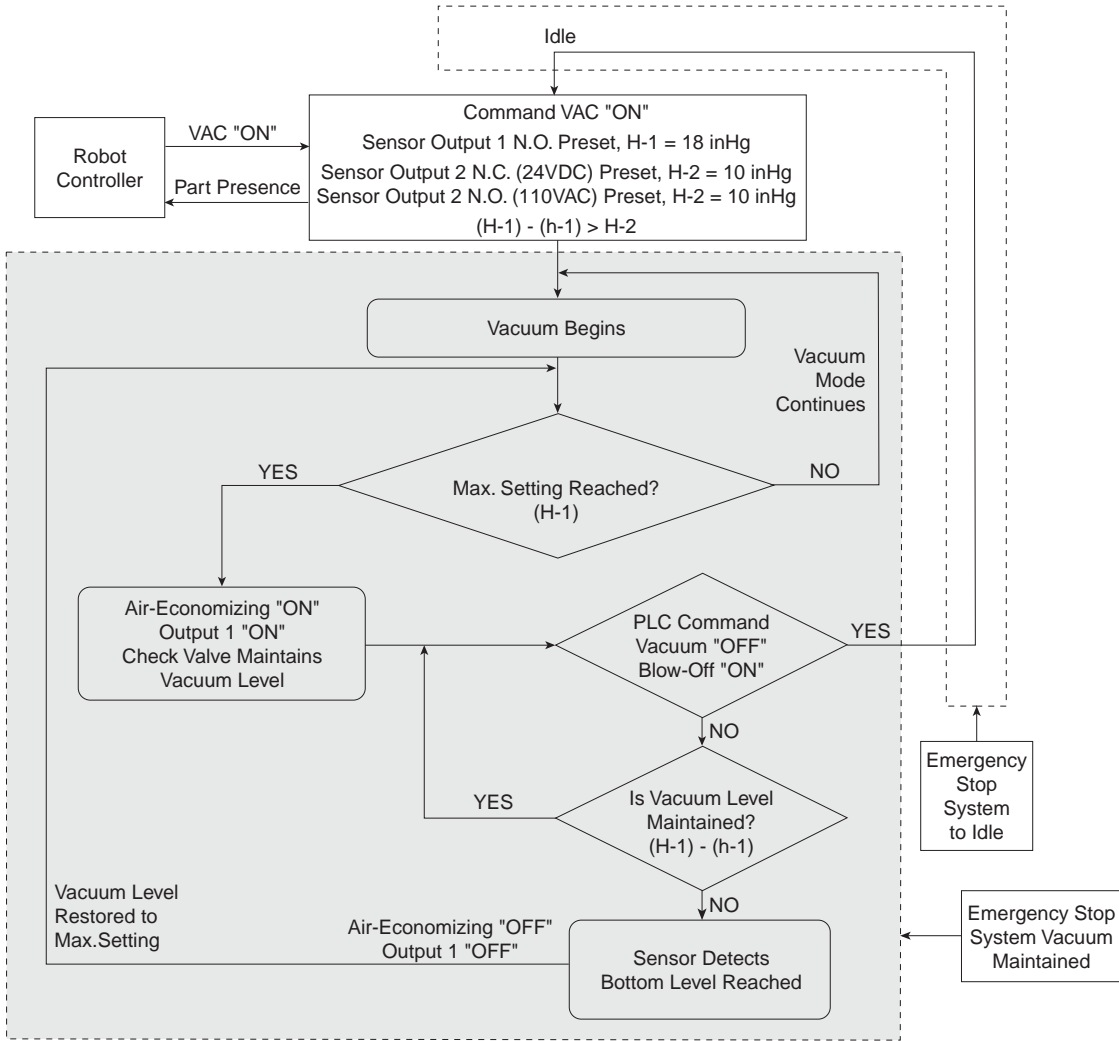 Idle
Command VAC "ON"
Sensor Output 1 N.O. Preset, H-1 = 18 inHg
Sensor Output 2 N.C. (24VDC) Preset, H-2 = 10 inHg
Sensor Output 2 N.O. (110VAC) Preset, H-2 = 10 inHg
(H-1) - (h-1) > H-2
Robot
Controller
VAC "ON"
Part Presence
Vacuum Begins
Vacuum
Mode
Continues
YES
Max. Setting Reached?
(H-1)
NO
Air-Economizing "ON"
Output 1 "ON"
Check Valve Maintains
Vacuum Level
PLC Command
Vacuum "OFF"
Blow-Off "ON"
YES
NO
Emergency
Stop
System
to Idle
YES
Is Vacuum Level
Maintained?
(H-1) - (h-1)
NO
Vacuum Level
Restored to
Max.Setting
Air-Economizing "OFF"
Output 1 "OFF"
Sensor Detects
Bottom Level Reached
Emergency Stop
System Vacuum
Maintained